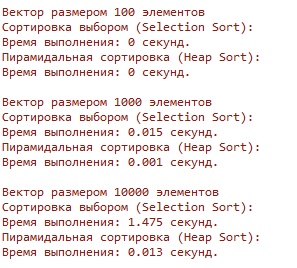 Вектор размером 100 элементов
Сортировка выбором (Selection Sort):
Время выполнения: 0 секунд.
Пирамидальная сортировка (Heap Sort):
Время выполнения: 0 секунд.

Вектор размером 1000 элементов
Сортировка выбором (Selection Sort):
Время выполнения: 0.015 секунд.
Пирамидальная сортировка (Heap Sort):
Время выполнения: 0.001 секунд.

Вектор размером 10000 элементов
Сортировка выбором (Selection Sort):
Время выполнения: 1.475 секунд.
Пирамидальная сортировка (Heap Sort):
Время выполнения: 0.013 секунд.